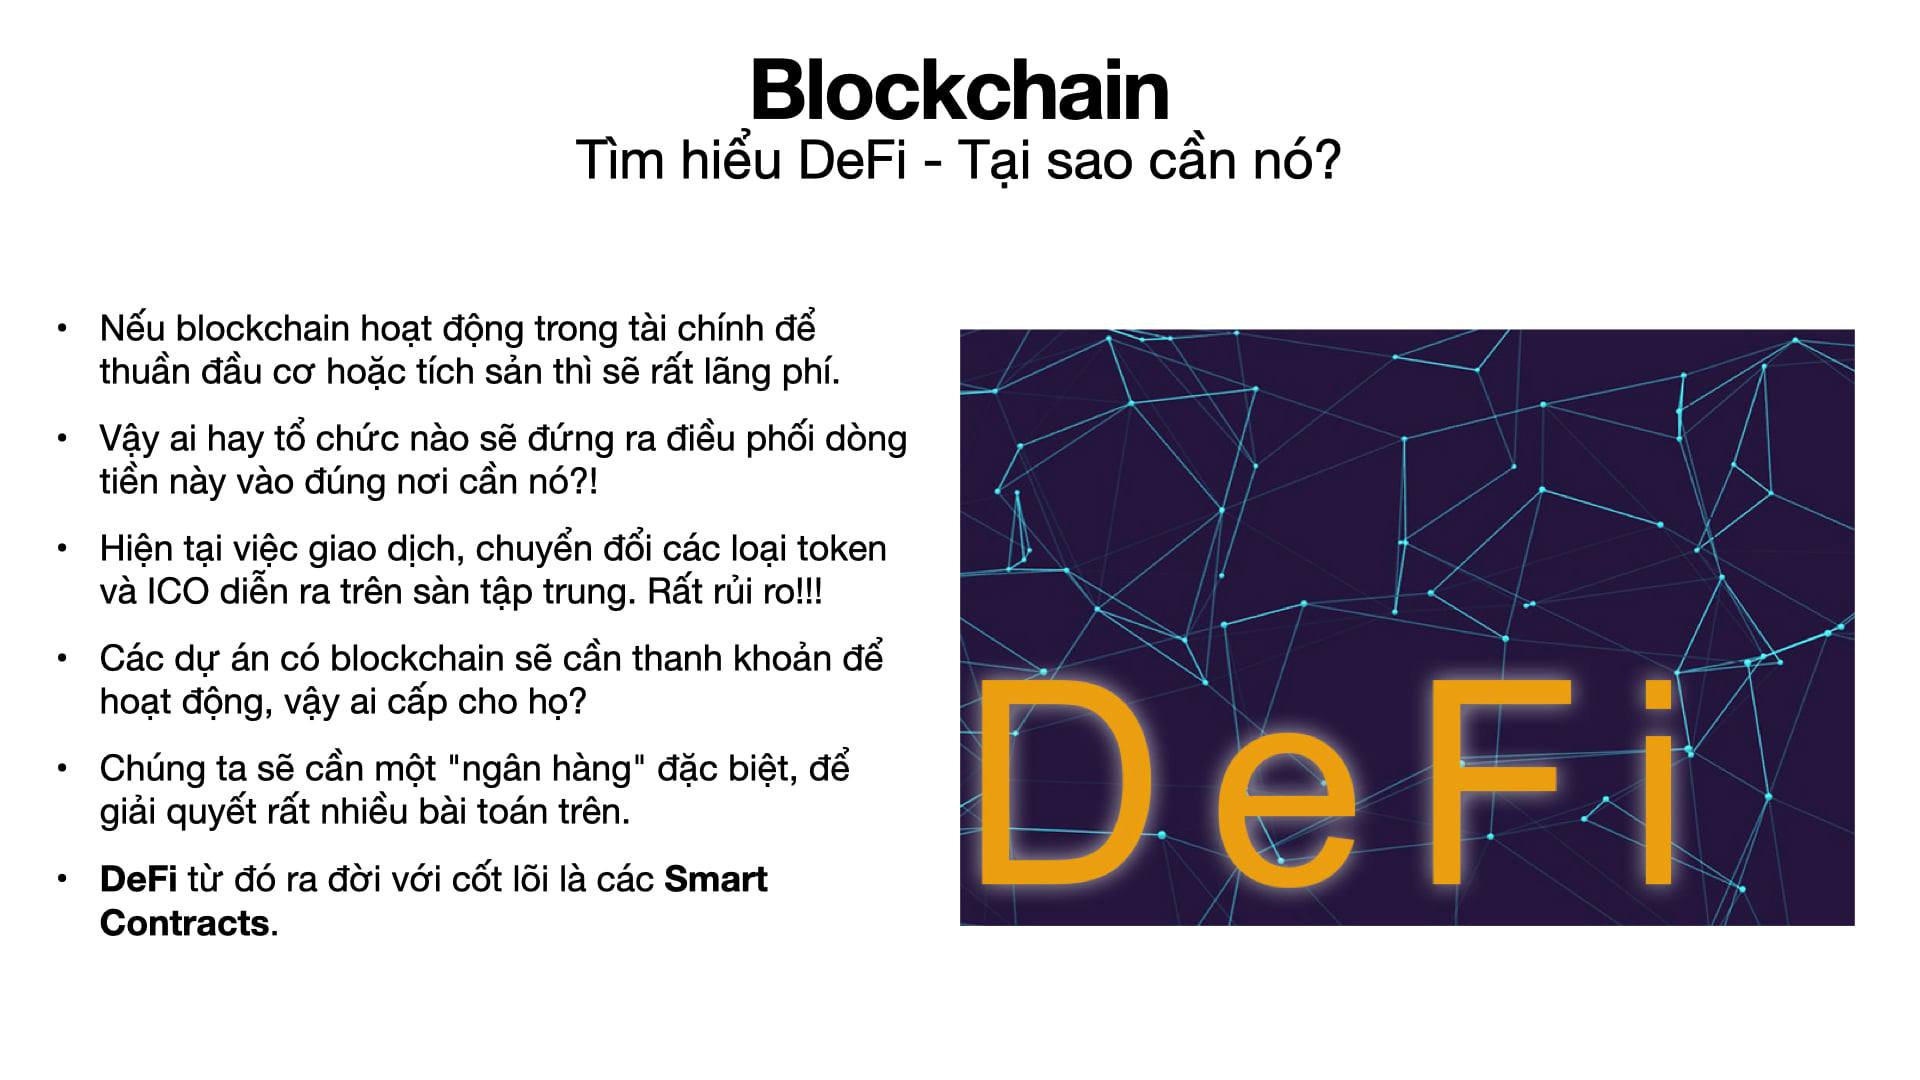 Blockchain
Tìm hiểu DeFi - Tại sao cần nó?
• Nếu blockchain hoạt động trong tài chính để
thuần đầu cơ hoặc tích sản thì sẽ rất lãng phí.
• Vậy ai hay tổ chức nào sẽ đứng ra điều phối dòng
tiền này vào đúng nơi cần nó?!
• Hiện tại việc giao dịch, chuyển đổi các loại token
và ICO diễn ra trên sàn tập trung. Rất rủi ro!!!
• Các dự án có blockchain sẽ cần thanh khoản để
hoạt động, vậy ai cấp cho họ?
• Chúng ta sẽ cần một "ngân hàng" đặc biệt, để
giải quyết rất nhiều bài toán trên.
• DeFi từ đó ra đời với cốt lõi là các Smart
Contracts.
DeFi